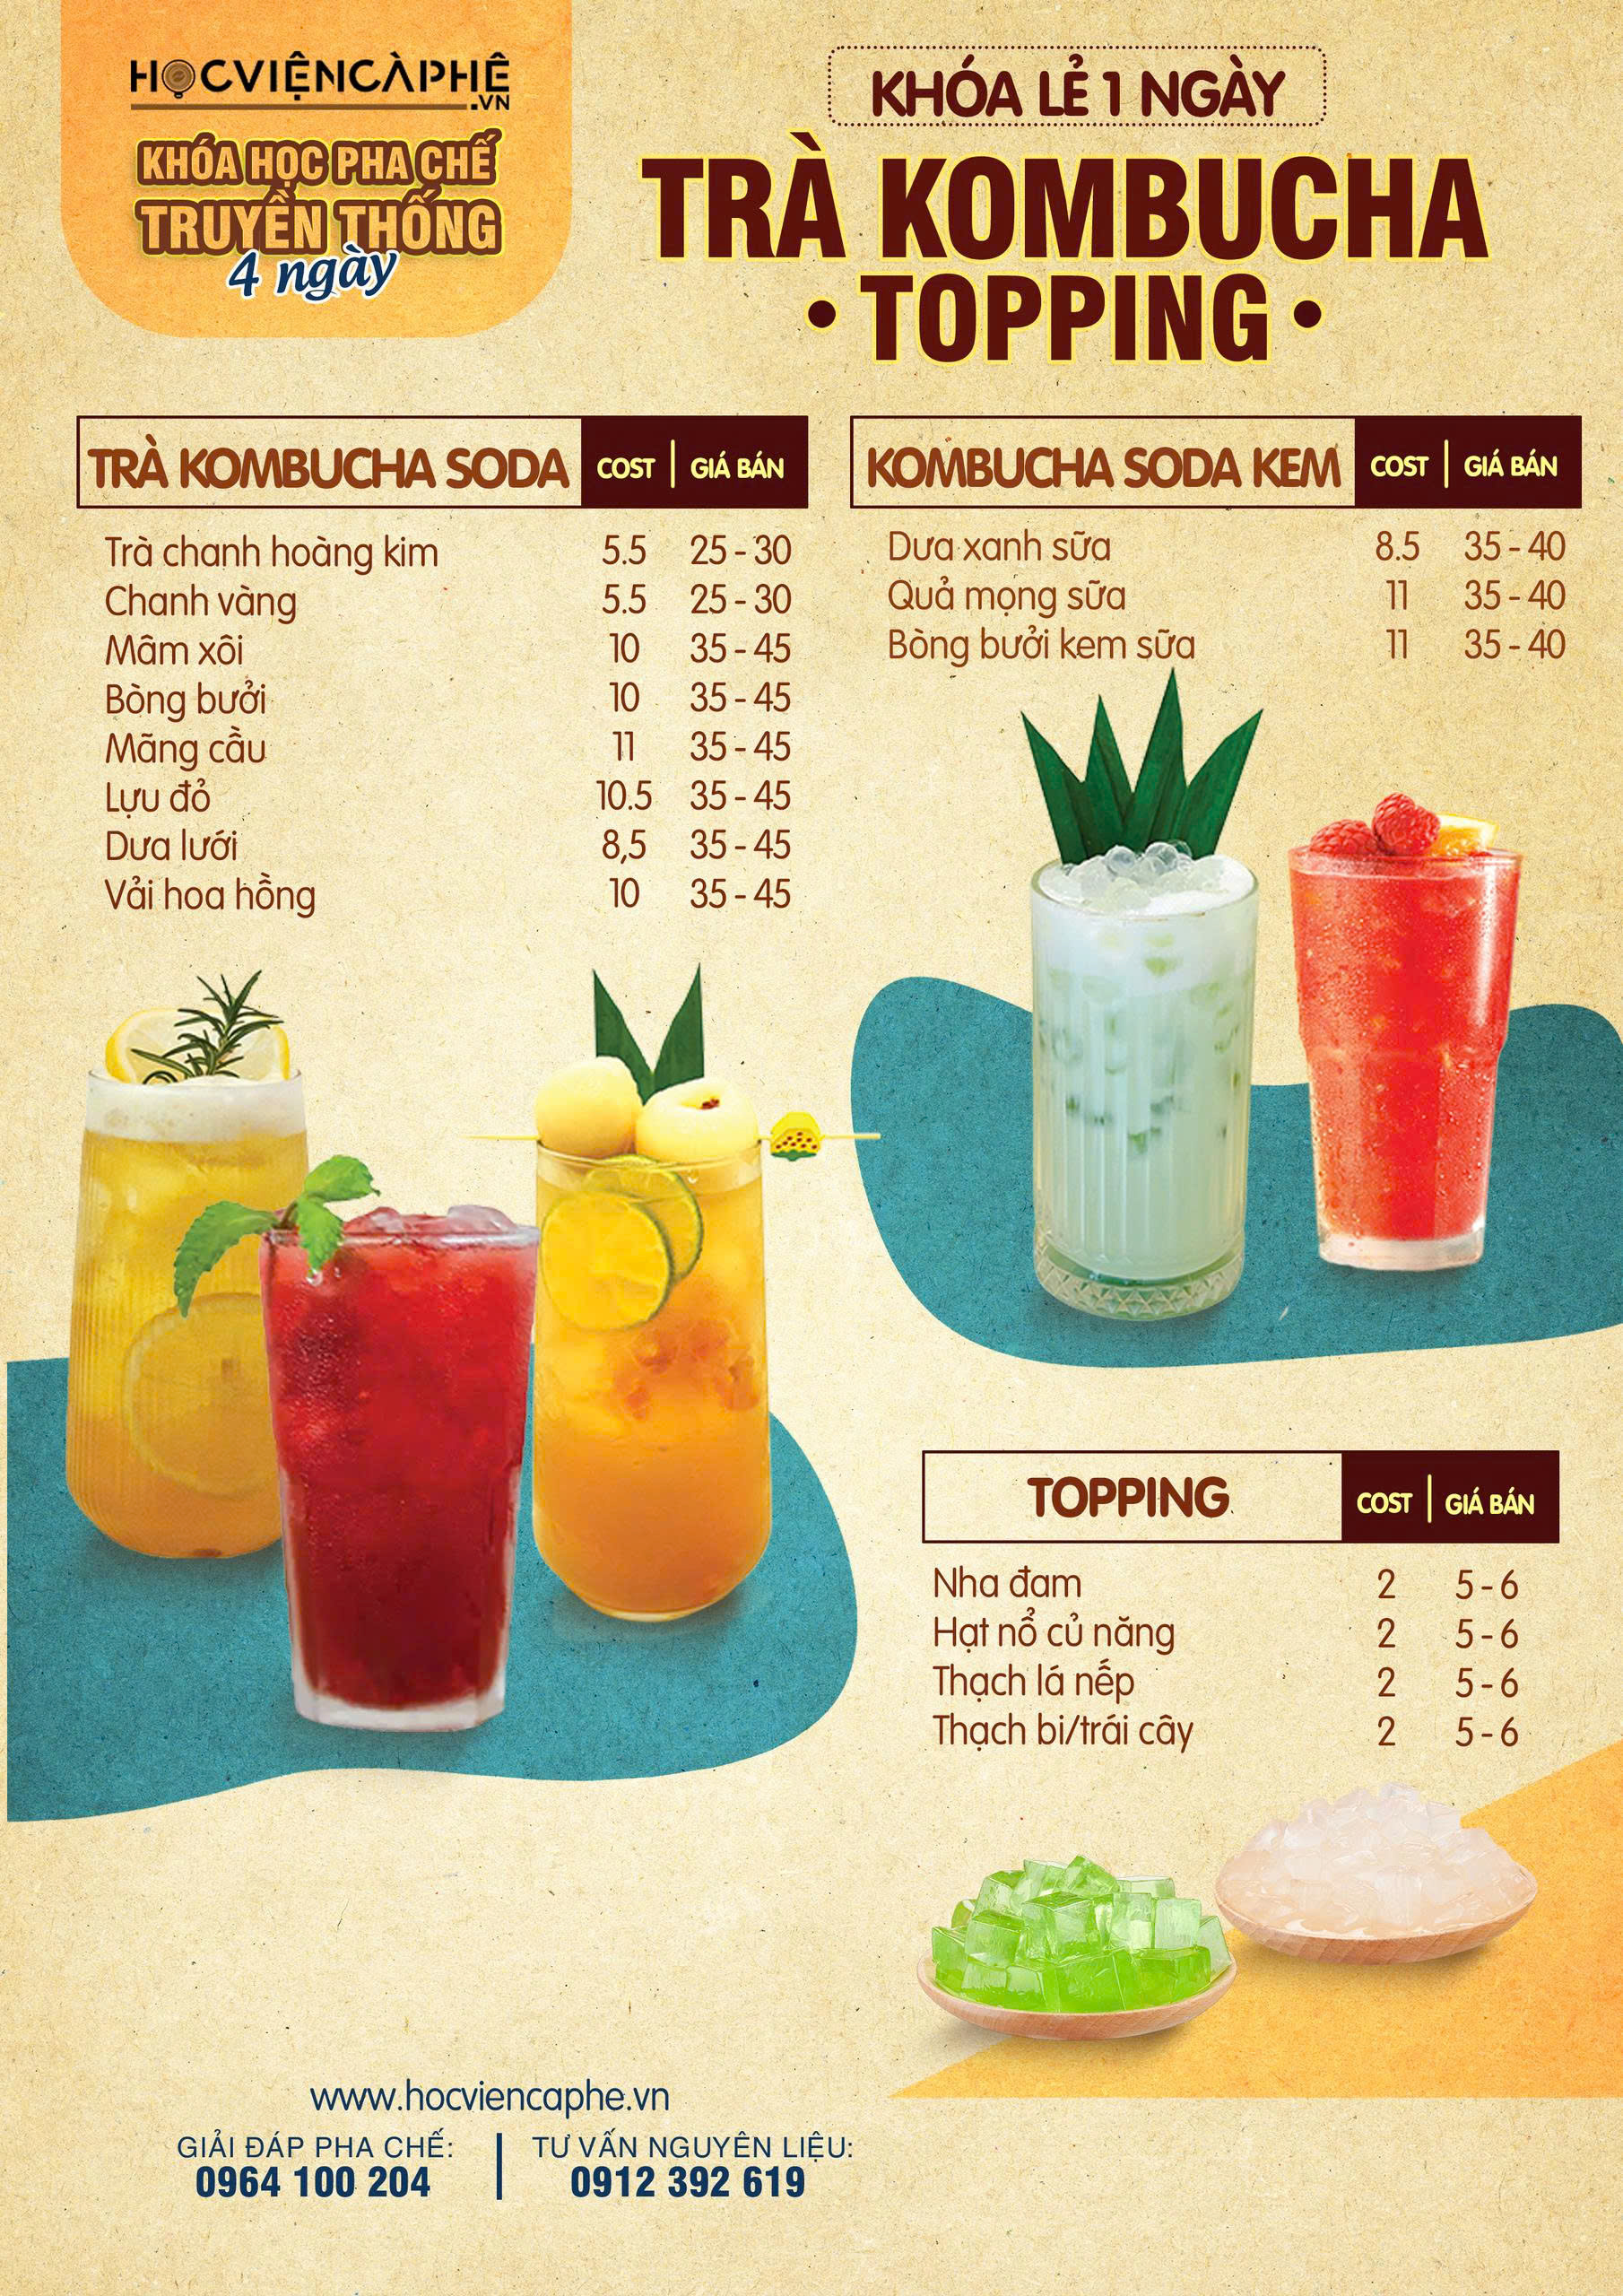 HỌCVIỆNCÀPHÊ
.VN
KHÓA HỌC PHA CHẾ
TRUYỀN THỐNG
4 ngày
KHÓA LẺ 1 NGÀY
TRÀ KOMBUCHA
• TOPPING •
TRÀ KOMBUCHA SODA COST | GIÁ BÁN
Trà chanh hoàng kim 5.5 25 - 30
Chanh vàng 5.5 25 - 30
Mâm xôi 10 35 - 45
Bòng bưởi 10 35 - 45
Mãng cầu 11 35 - 45
Lựu đỏ 10.5 35 - 45
Dưa lưới 8,5 35 - 45
Vải hoa hồng 10 35 - 45
KOMBUCHA SODA KEM COST | GIÁ BÁN
Dưa xanh sữa 8.5 35 - 40
Quả mọng sữa 11 35 - 40
Bòng bưởi kem sữa 11 35 - 40
TOPPING COST | GIÁ BÁN
Nha đam 2 5 - 6
Hạt nổ củ năng 2 5 - 6
Thạch lá nếp 2 5 - 6
Thạch bi/trái cây 2 5 - 6
www.hocviencaphe.vn
GIẢI ĐÁP PHA CHẾ:
0964 100 204
TƯ VẤN NGUYÊN LIỆU:
0912 392 619